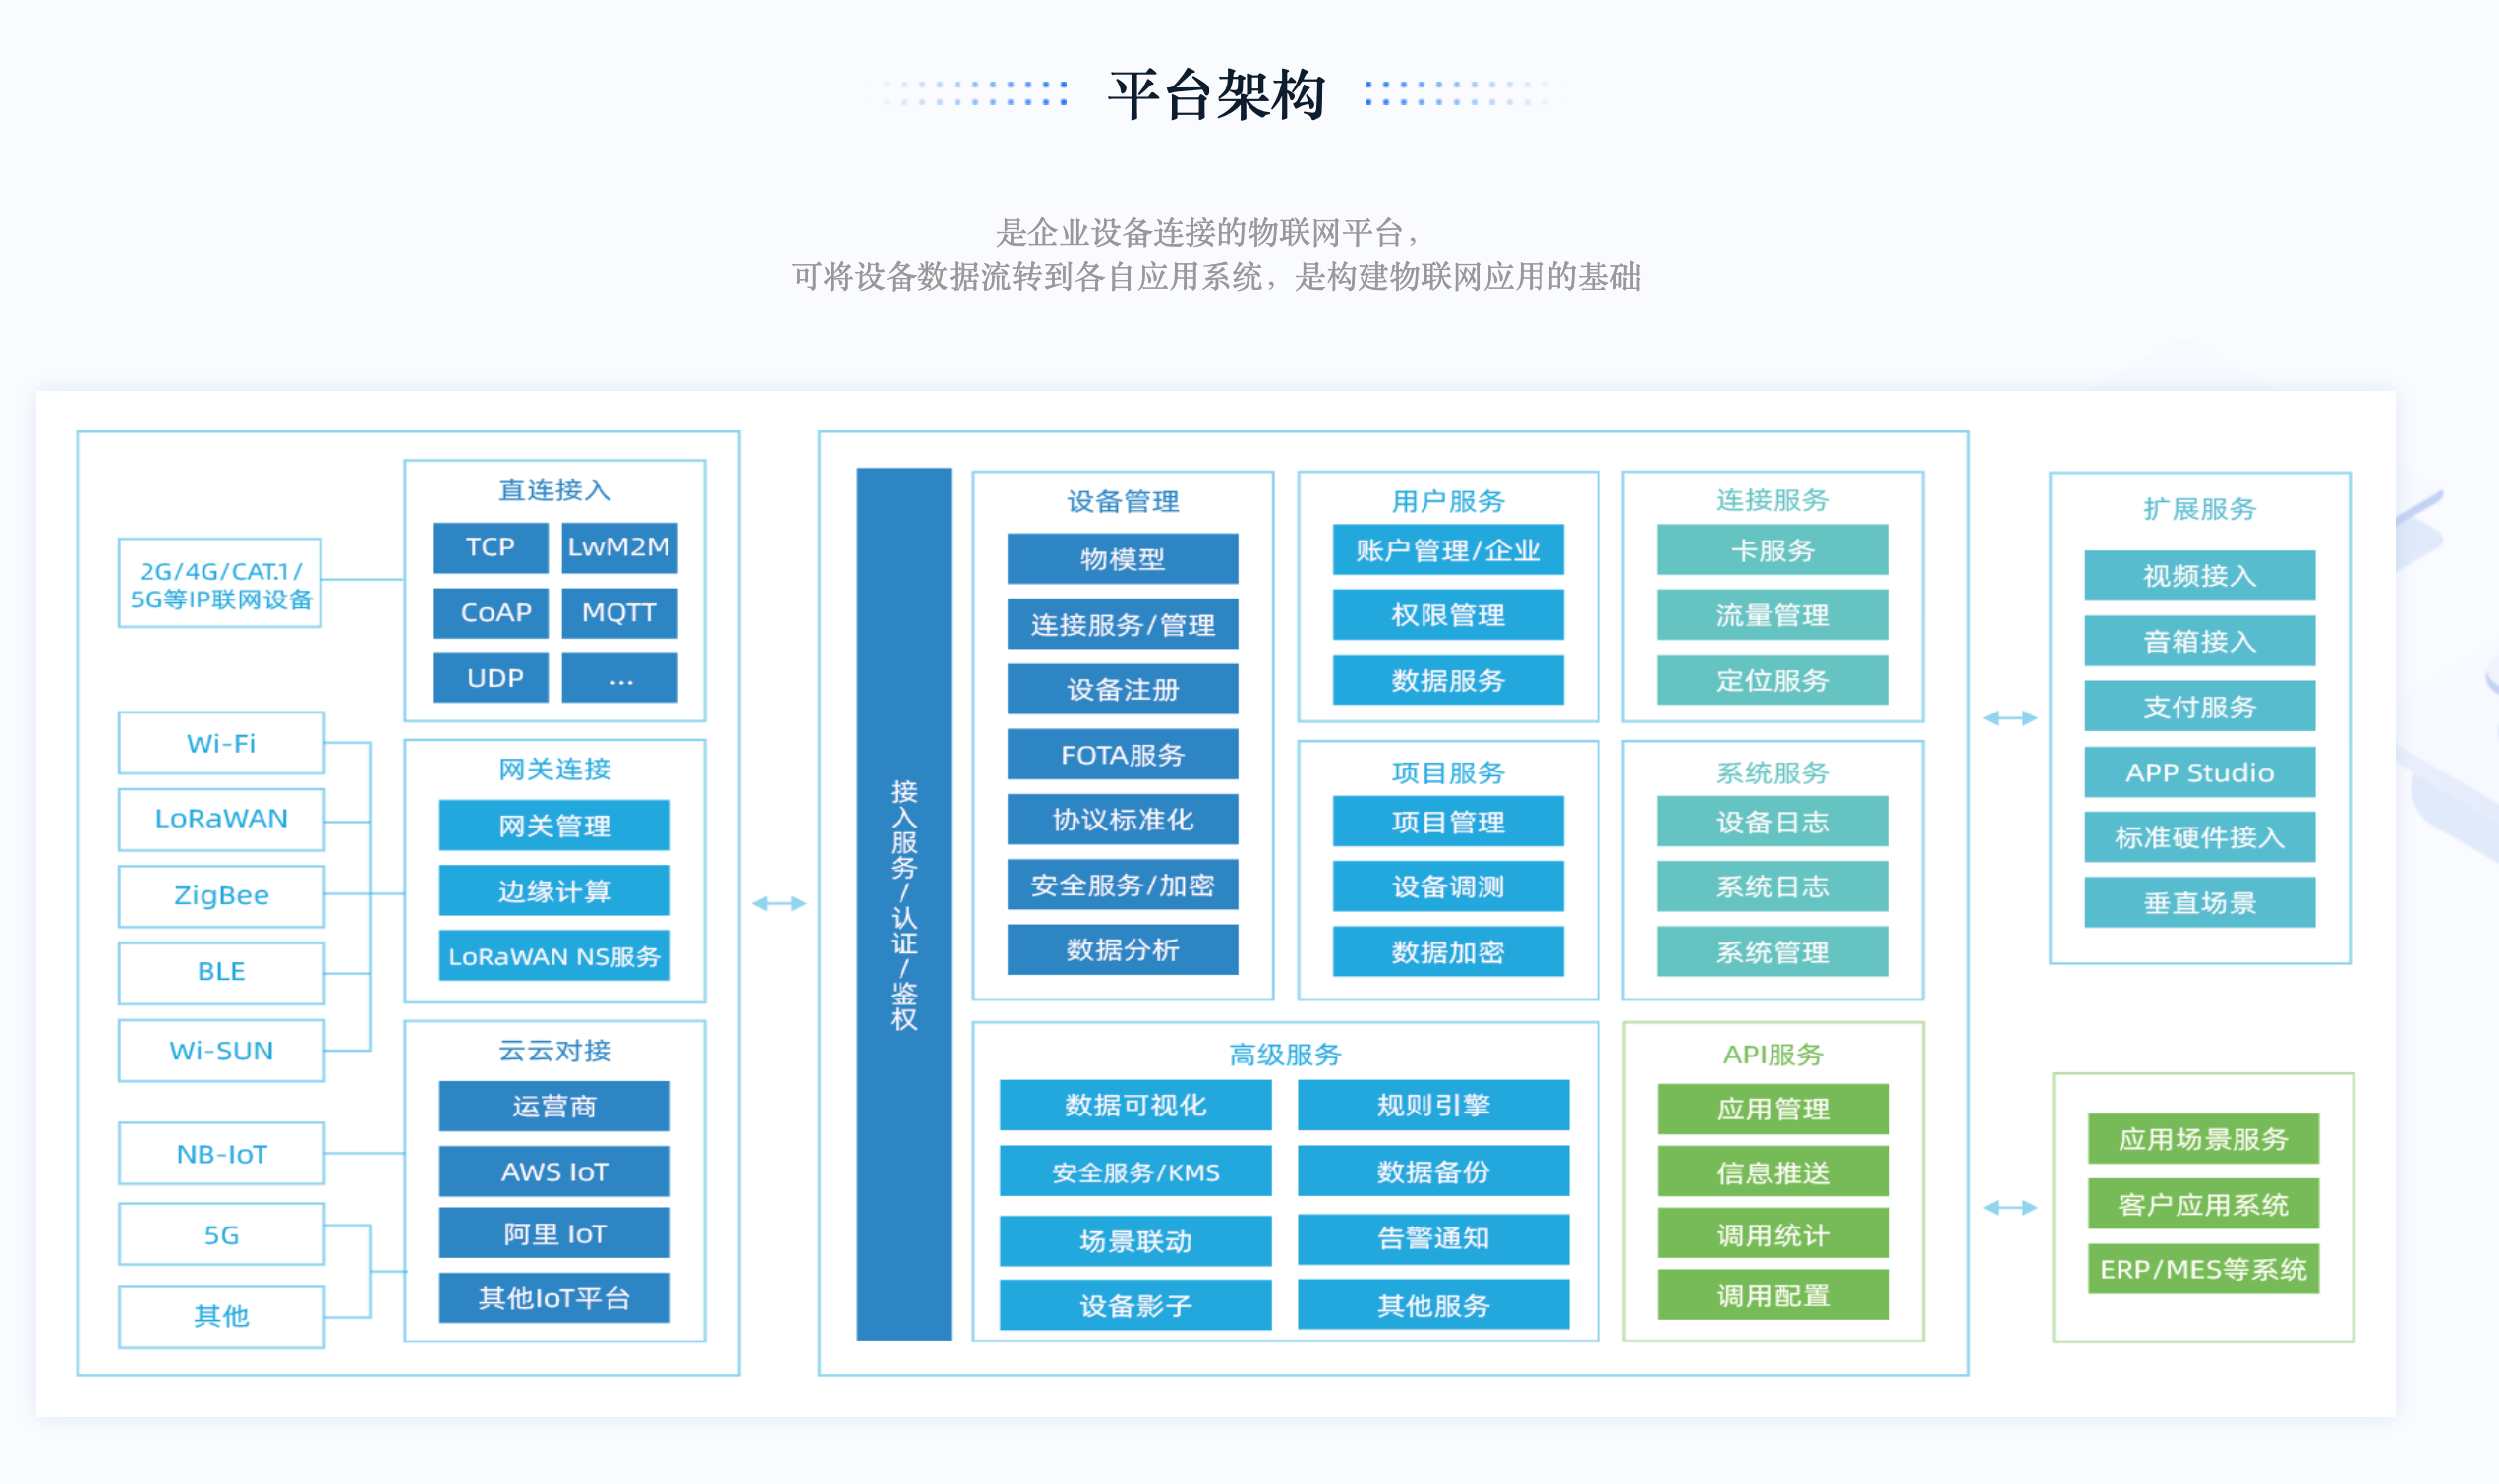 平台架构
是企业设备连接的物联网平台，
可将设备数据流转到各自应用系统，是构建物联网应用的基础
2G/4G/CAT.1/
5G等IP联网设备
Wi-Fi
LoRaWAN
ZigBee
BLE
Wi-SUN
NB-IoT
5G
其他
直连接入
TCP
LwM2M
CoAP
MQTT
UDP
...
网关连接
网关管理
边缘计算
LoRaWAN NS服务
云云对接
运营商
AWS IoT
阿里 IoT
其他IoT平台
接入服务/认证/鉴权
设备管理
物模型
连接服务/管理
设备注册
FOTA服务
协议标准化
安全服务/加密
数据分析
用户服务
账户管理/企业
权限管理
数据服务
连接服务
卡服务
流量管理
定位服务
项目服务
项目管理
设备调测
数据加密
系统服务
设备日志
系统日志
系统管理
高级服务
数据可视化
规则引擎
安全服务/KMS
数据备份
场景联动
告警通知
设备影子
其他服务
API服务
应用管理
信息推送
调用统计
调用配置
扩展服务
视频接入
音箱接入
支付服务
APP Studio
标准硬件接入
垂直场景
应用场景服务
客户应用系统
ERP/MES等系统